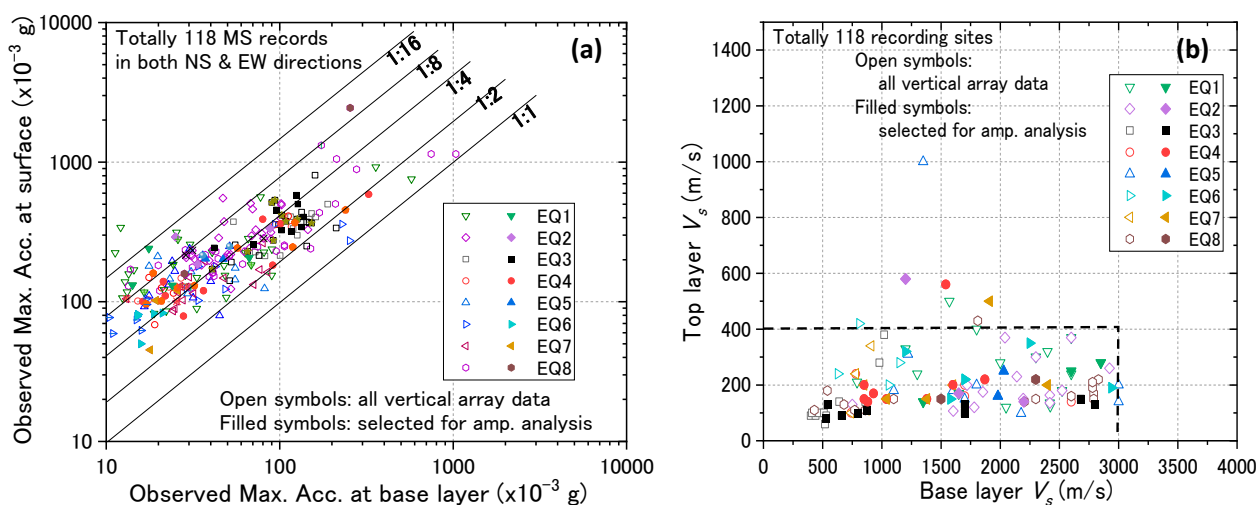 Totally 118 MS records
in both NS & EW directions
(a)
1:16
1:8
1:4
1:2
1:1
10000
1000
100
10
Observed Max. Acc. at surface (x10⁻³ g)
EQ1
EQ2
EQ3
EQ4
EQ5
EQ6
EQ7
EQ8
Open symbols: all vertical array data
Filled symbols: selected for amp. analysis
10 100 1000 10000
Observed Max. Acc. at base layer (x10⁻³ g)
Totally 118 recording sites
(b)
Open symbols:
all vertical array data
Filled symbols:
selected for amp. analysis
EQ1
EQ2
EQ3
EQ4
EQ5
EQ6
EQ7
EQ8
1400
1200
1000
800
600
400
200
0
Top layer Vs (m/s)
0 500 1000 1500 2000 2500 3000 3500 4000
Base layer Vs (m/s)